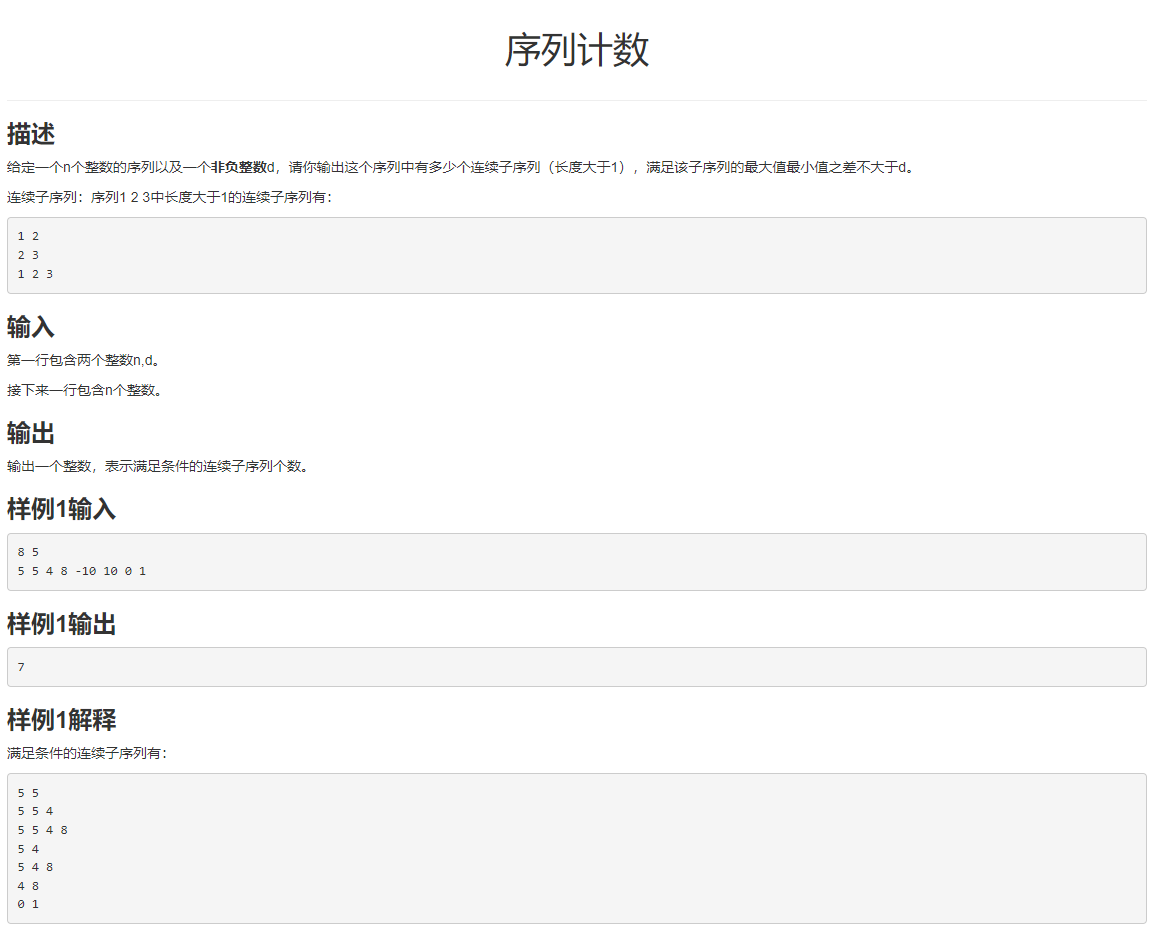 序列计数
描述
给定一个n个整数的序列以及一个非负整数d，请你输出这个序列中有多少个连续子序列（长度大于1），满足该子序列的最大值最小值之差不大于d。
连续子序列：序列1 2 3中长度大于1的连续子序列有：
1 2
2 3
1 2 3
输入
第一行包含两个整数n,d。
接下来一行包含n个整数。
输出
输出一个整数，表示满足条件的连续子序列个数。
样例1输入
8 5
5 5 4 8 -10 10 0 1
样例1输出
7
样例1解释
满足条件的连续子序列有：
5 5
5 5 4
5 5 4 8
5 4
5 4 8
4 8
0 1